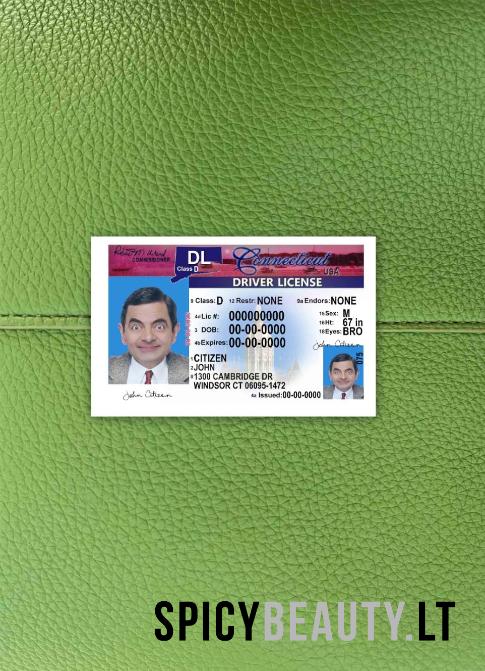 Robert M. Ward
COMMISSIONER
DL
Class D
Connecticut
USA
DRIVER LICENSE
9 Class: D 12 Restr: NONE 9a Endors: NONE
4d Lic #: 000000000 15 Sex: M
3 DOB: 00-00-0000 16 Ht: 67 in
4b Expires: 00-00-0000 18 Eyes: BRO
John Citizen
1 CITIZEN
2 JOHN
8 1300 CAMBRIDGE DR
WINDSOR CT 06095-1472
4a Issued: 00-00-0000
John Citizen
SPICYBEAUTY.LT